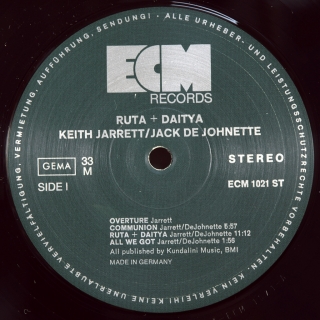 ALLE URHEBER- UND LEISTUNGSSCHUTZRECHTE VORBEHALTEN · KEIN VERLEIH! KEINE UNERLAUBTE VERVIELFÄLTIGUNG, VERMIETUNG, AUFFÜHRUNG, SENDUNG! ·
ECM
RECORDS
RUTA + DAITYA
KEITH JARRETT/JACK DE JOHNETTE
GEMA
33
M
STEREO
SIDE I
ECM 1021 ST
OVERTURE Jarrett
COMMUNION Jarrett/DeJohnette 5:57
RUTA + DAITYA Jarrett/DeJohnette 11:12
ALL WE GOT Jarrett/DeJohnette 1:56
All published by Kundalini Music, BMI
MADE IN GERMANY